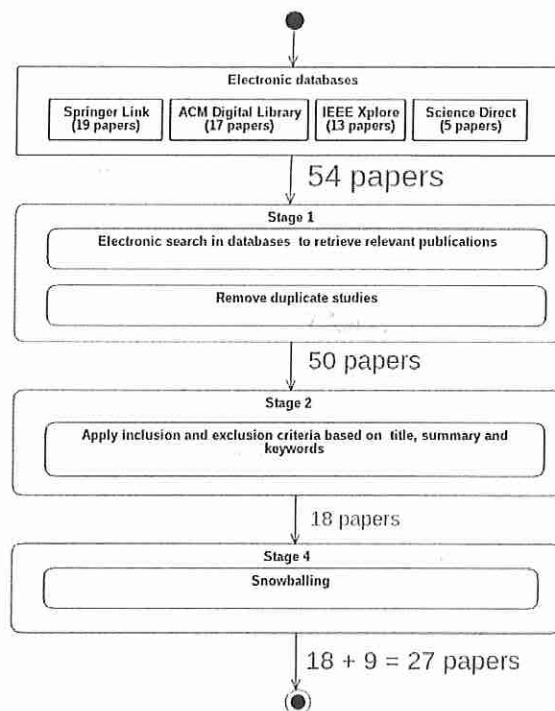 Electronic databases
Springer Link
(19 papers)
ACM Digital Library
(17 papers)
IEEE Xplore
(13 papers)
Science Direct
(5 papers)
54 papers
Stage 1
Electronic search in databases to retrieve relevant publications
Remove duplicate studies
50 papers
Stage 2
Apply inclusion and exclusion criteria based on title, summary and
keywords
18 papers
Stage 4
Snowballing
18 + 9 = 27 papers